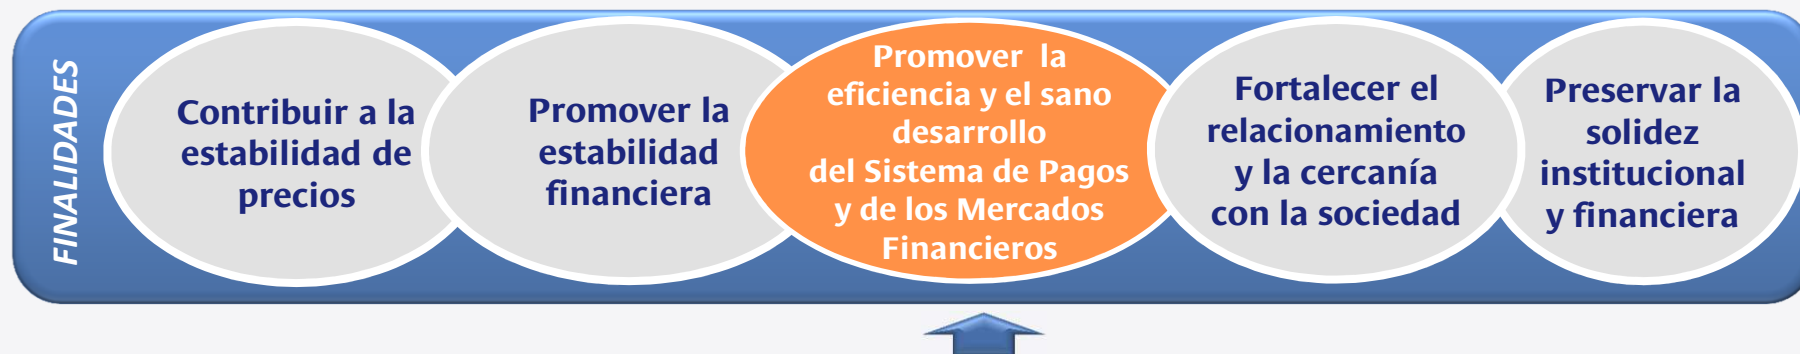 FINALIDADES
Contribuir a la
estabilidad de
precios
Promover la
estabilidad
financiera
Promover la
eficiencia y el sano
desarrollo
del Sistema de Pagos
y de los Mercados
Financieros
Fortalecer el
relacionamiento
y la cercanía
con la sociedad
Preservar la
solidez
institucional
y financiera